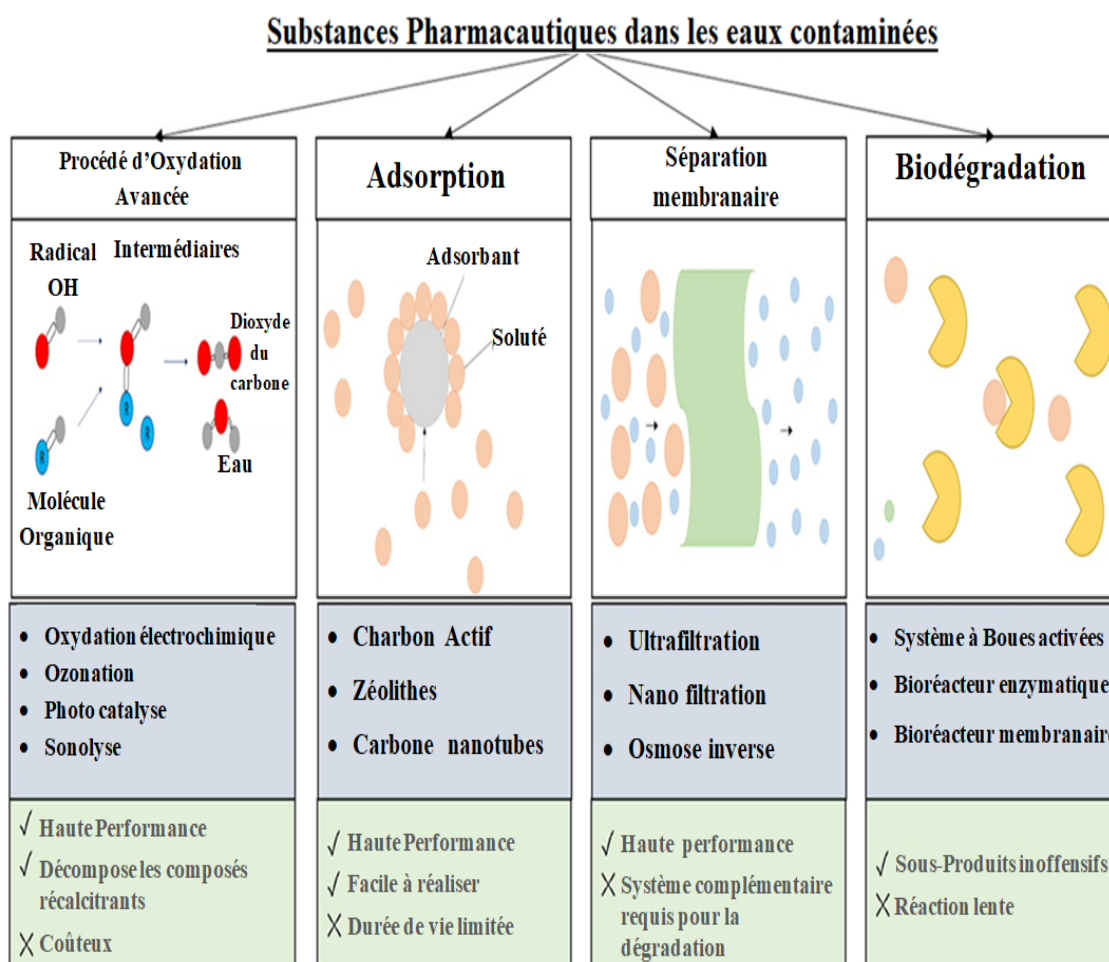 Substances Pharmacautiques dans les eaux contaminées
Procédé d’Oxydation
Avancée
Radical
OH
Intermédiaires
Dioxyde
du
carbone
R
R
R
Eau
Molécule
Organique
• Oxydation électrochimique
• Ozonation
• Photo catalyse
• Sonolyse
✓ Haute Performance
✓ Décompose les composés
récalcitrants
✕ Coûteux
Adsorption
Adsorbant
Soluté
• Charbon Actif
• Zéolithes
• Carbone nanotubes
✓ Haute Performance
✓ Facile à réaliser
✕ Durée de vie limitée
Séparation
membranaire
• Ultrafiltration
• Nano filtration
• Osmose inverse
✓ Haute performance
✕ Système complémentaire
requis pour la
dégradation
Biodégradation
• Système à Boues activées
• Bioréacteur enzymatique
• Bioréacteur membranaire
✓ Sous-Produits inoffensifs
✕ Réaction lente